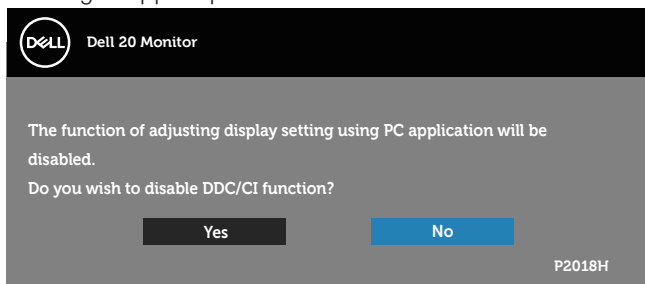 DELL
Dell 20 Monitor
The function of adjusting display setting using PC application will be
disabled.
Do you wish to disable DDC/CI function?
Yes
No
P2018H